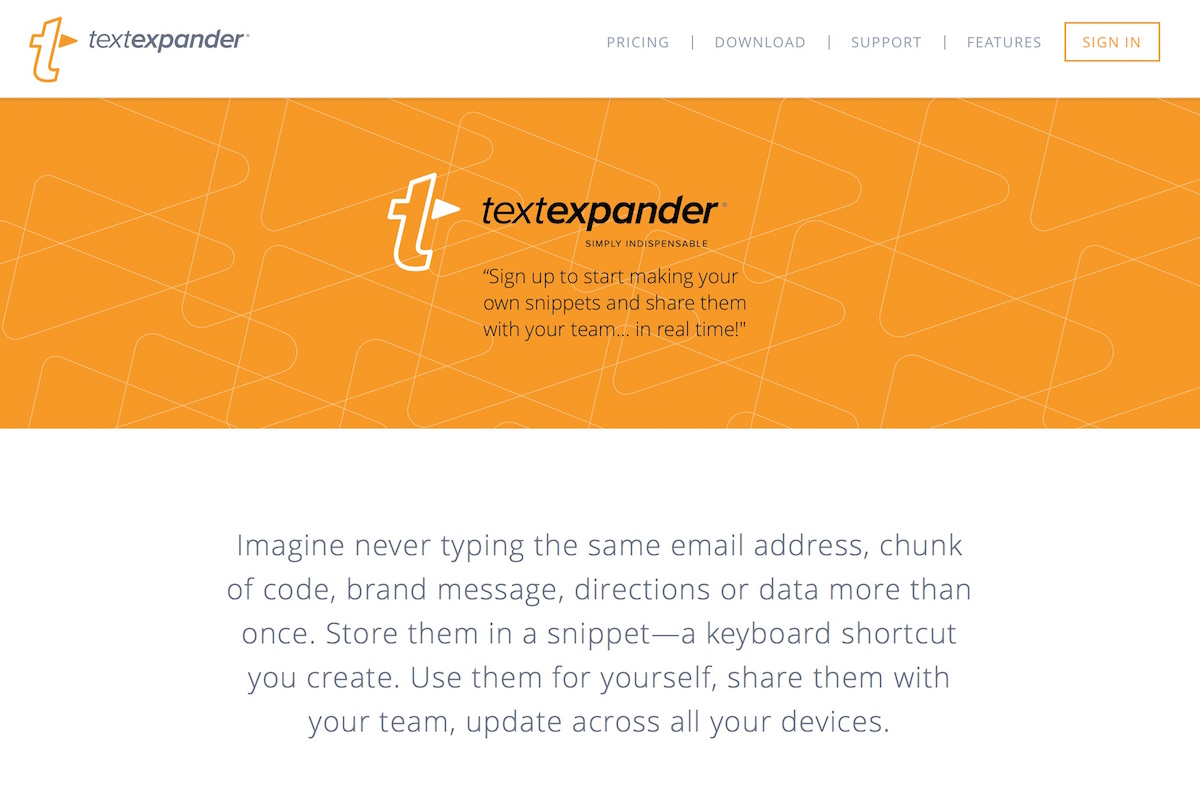 textexpander®
PRICING | DOWNLOAD | SUPPORT | FEATURES SIGN IN
textexpander®
SIMPLY INDISPENSABLE
“Sign up to start making your
own snippets and share them
with your team... in real time!"
Imagine never typing the same email address, chunk
of code, brand message, directions or data more than
once. Store them in a snippet—a keyboard shortcut
you create. Use them for yourself, share them with
your team, update across all your devices.